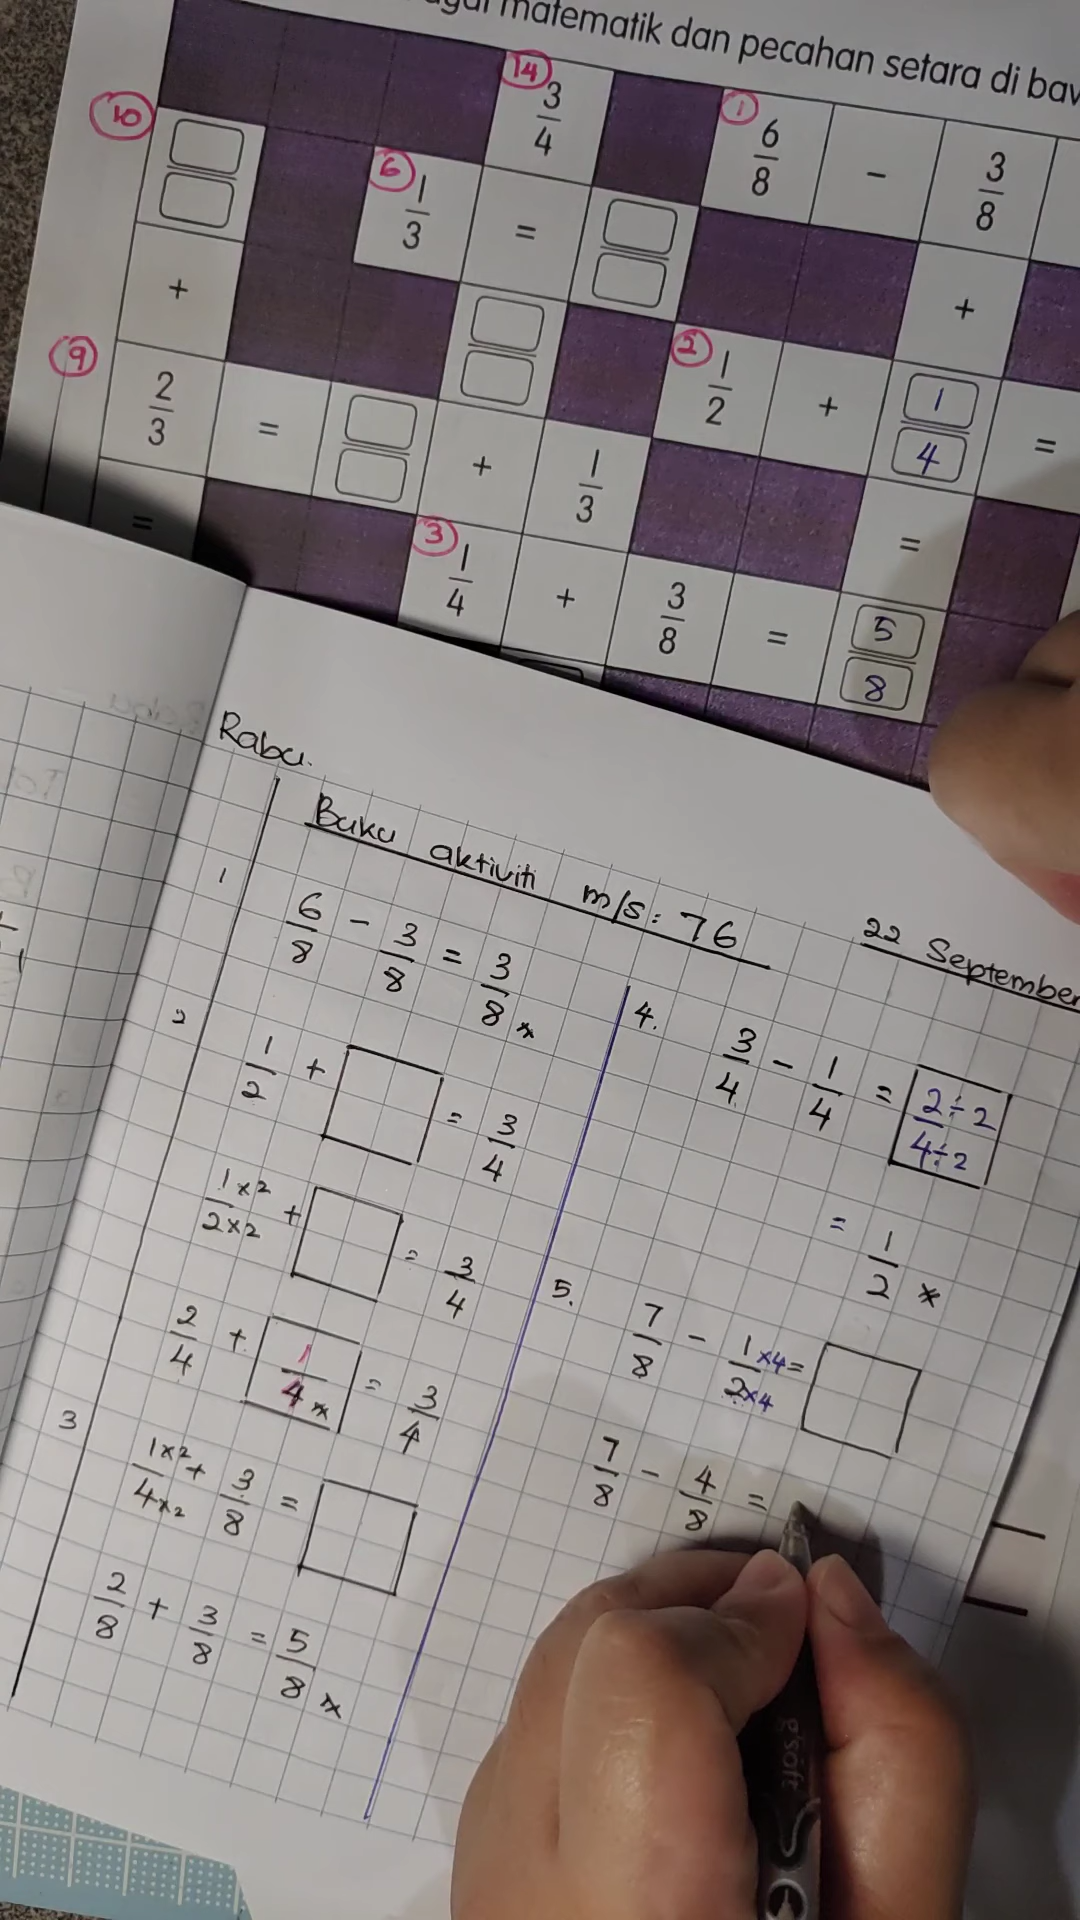 matematik dan pecahan setara di
14 3/4
1 6/8 - 3/8
10
6 1/3 =
+ +
2 1/2 + 1/4 =
9 2/3 = + 1/3
= =
3 1/4 + 3/8 = 5/8
Rabu.
Buku aktiviti m/s: 76
22 September
1 6/8 - 3/8 = 3/8 *
2 1/2 + = 3/4
1×2/2×2 + = 3/4
2/4 + 1/4 * = 3/4
3 1×2/4×2 + 3/8 =
2/8 + 3/8 = 5/8 *
4. 3/4 - 1/4 = 2÷2/4÷2
= 1/2 *
5. 7/8 - 1×4/2×4 =
7/8 - 4/8 =
g'soft